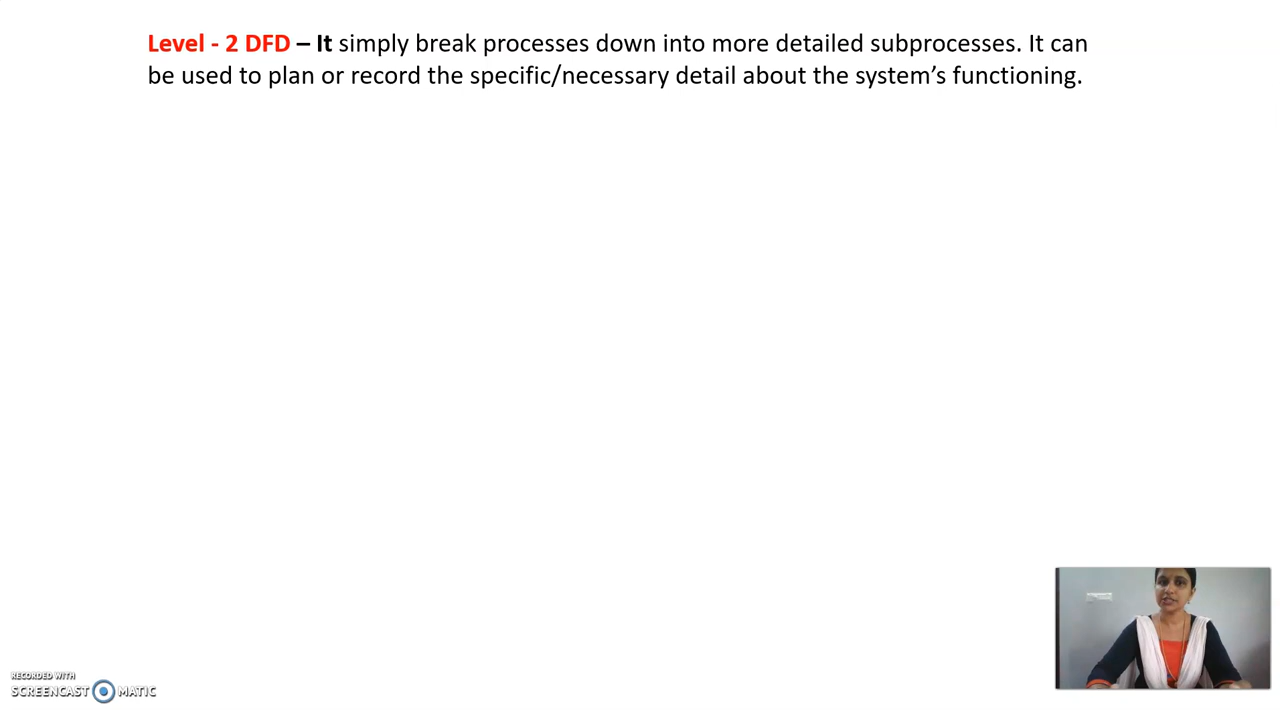 Level - 2 DFD – It simply break processes down into more detailed subprocesses. It can
be used to plan or record the specific/necessary detail about the system’s functioning.
RECORDED WITH
SCREENCAST MATIC